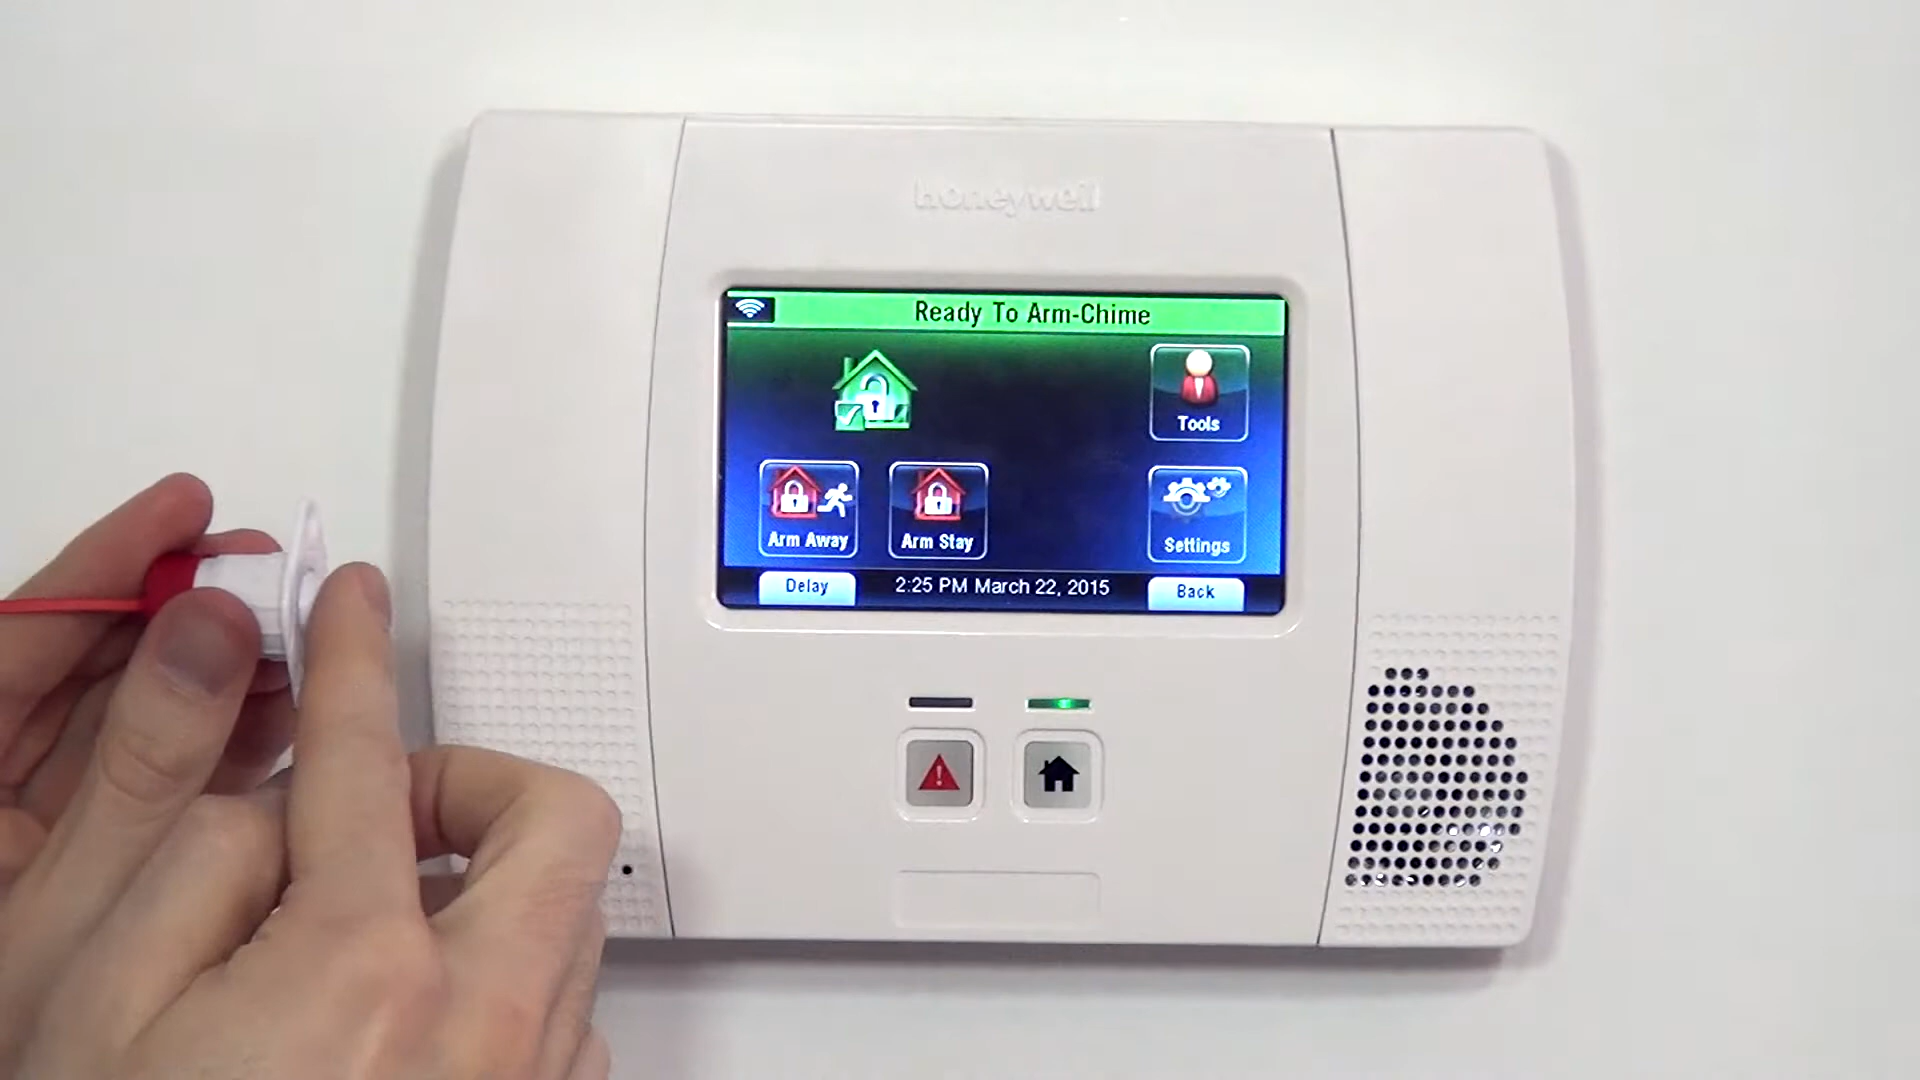 honeywell
Ready To Arm-Chime
Tools
Arm Away
Arm Stay
Settings
Delay
2:25 PM March 22, 2015
Back